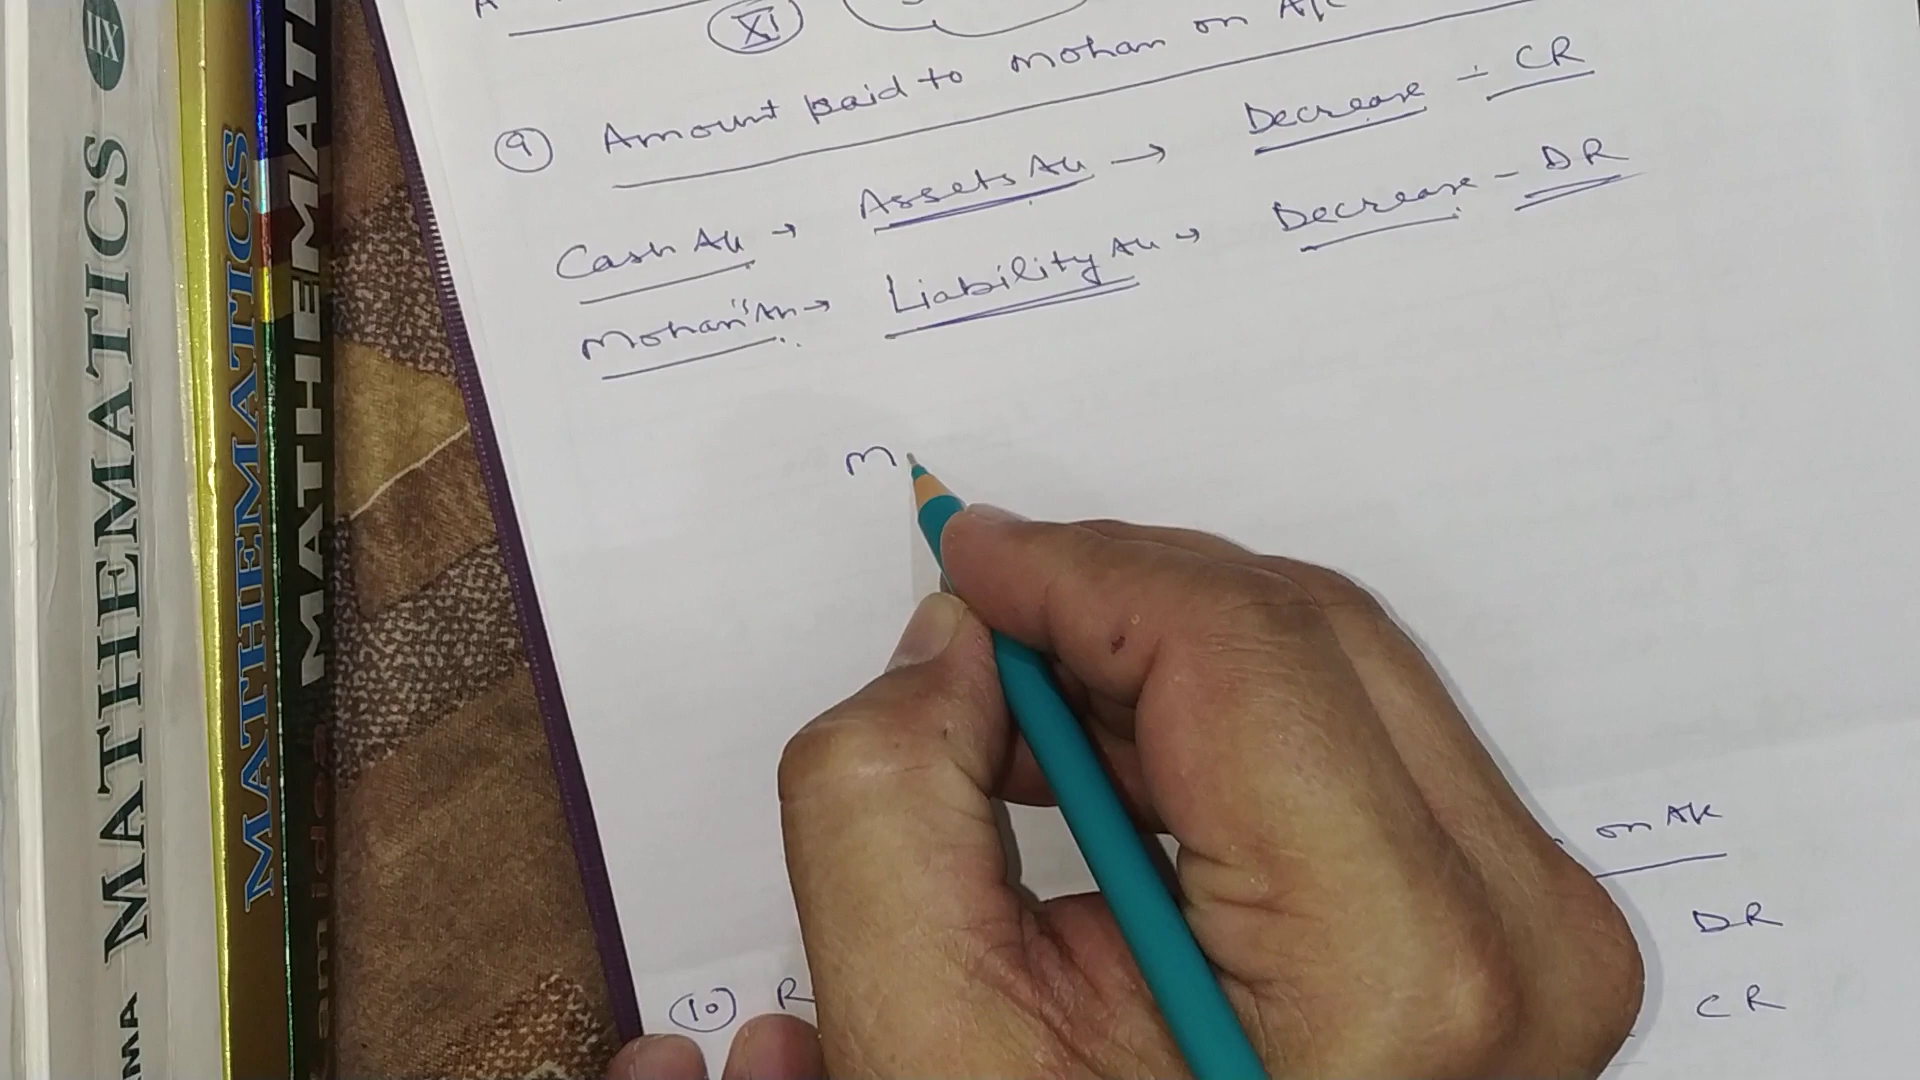 XI
⑨ Amount paid to Mohan on A/c
Cash A/c → Assets A/c → Decrease - CR
Mohan's A/c → Liability A/c → Decrease - DR
M
on A/c
DR
⑩ R
CR
XII
MATHEMATICS
MATHEMATICS